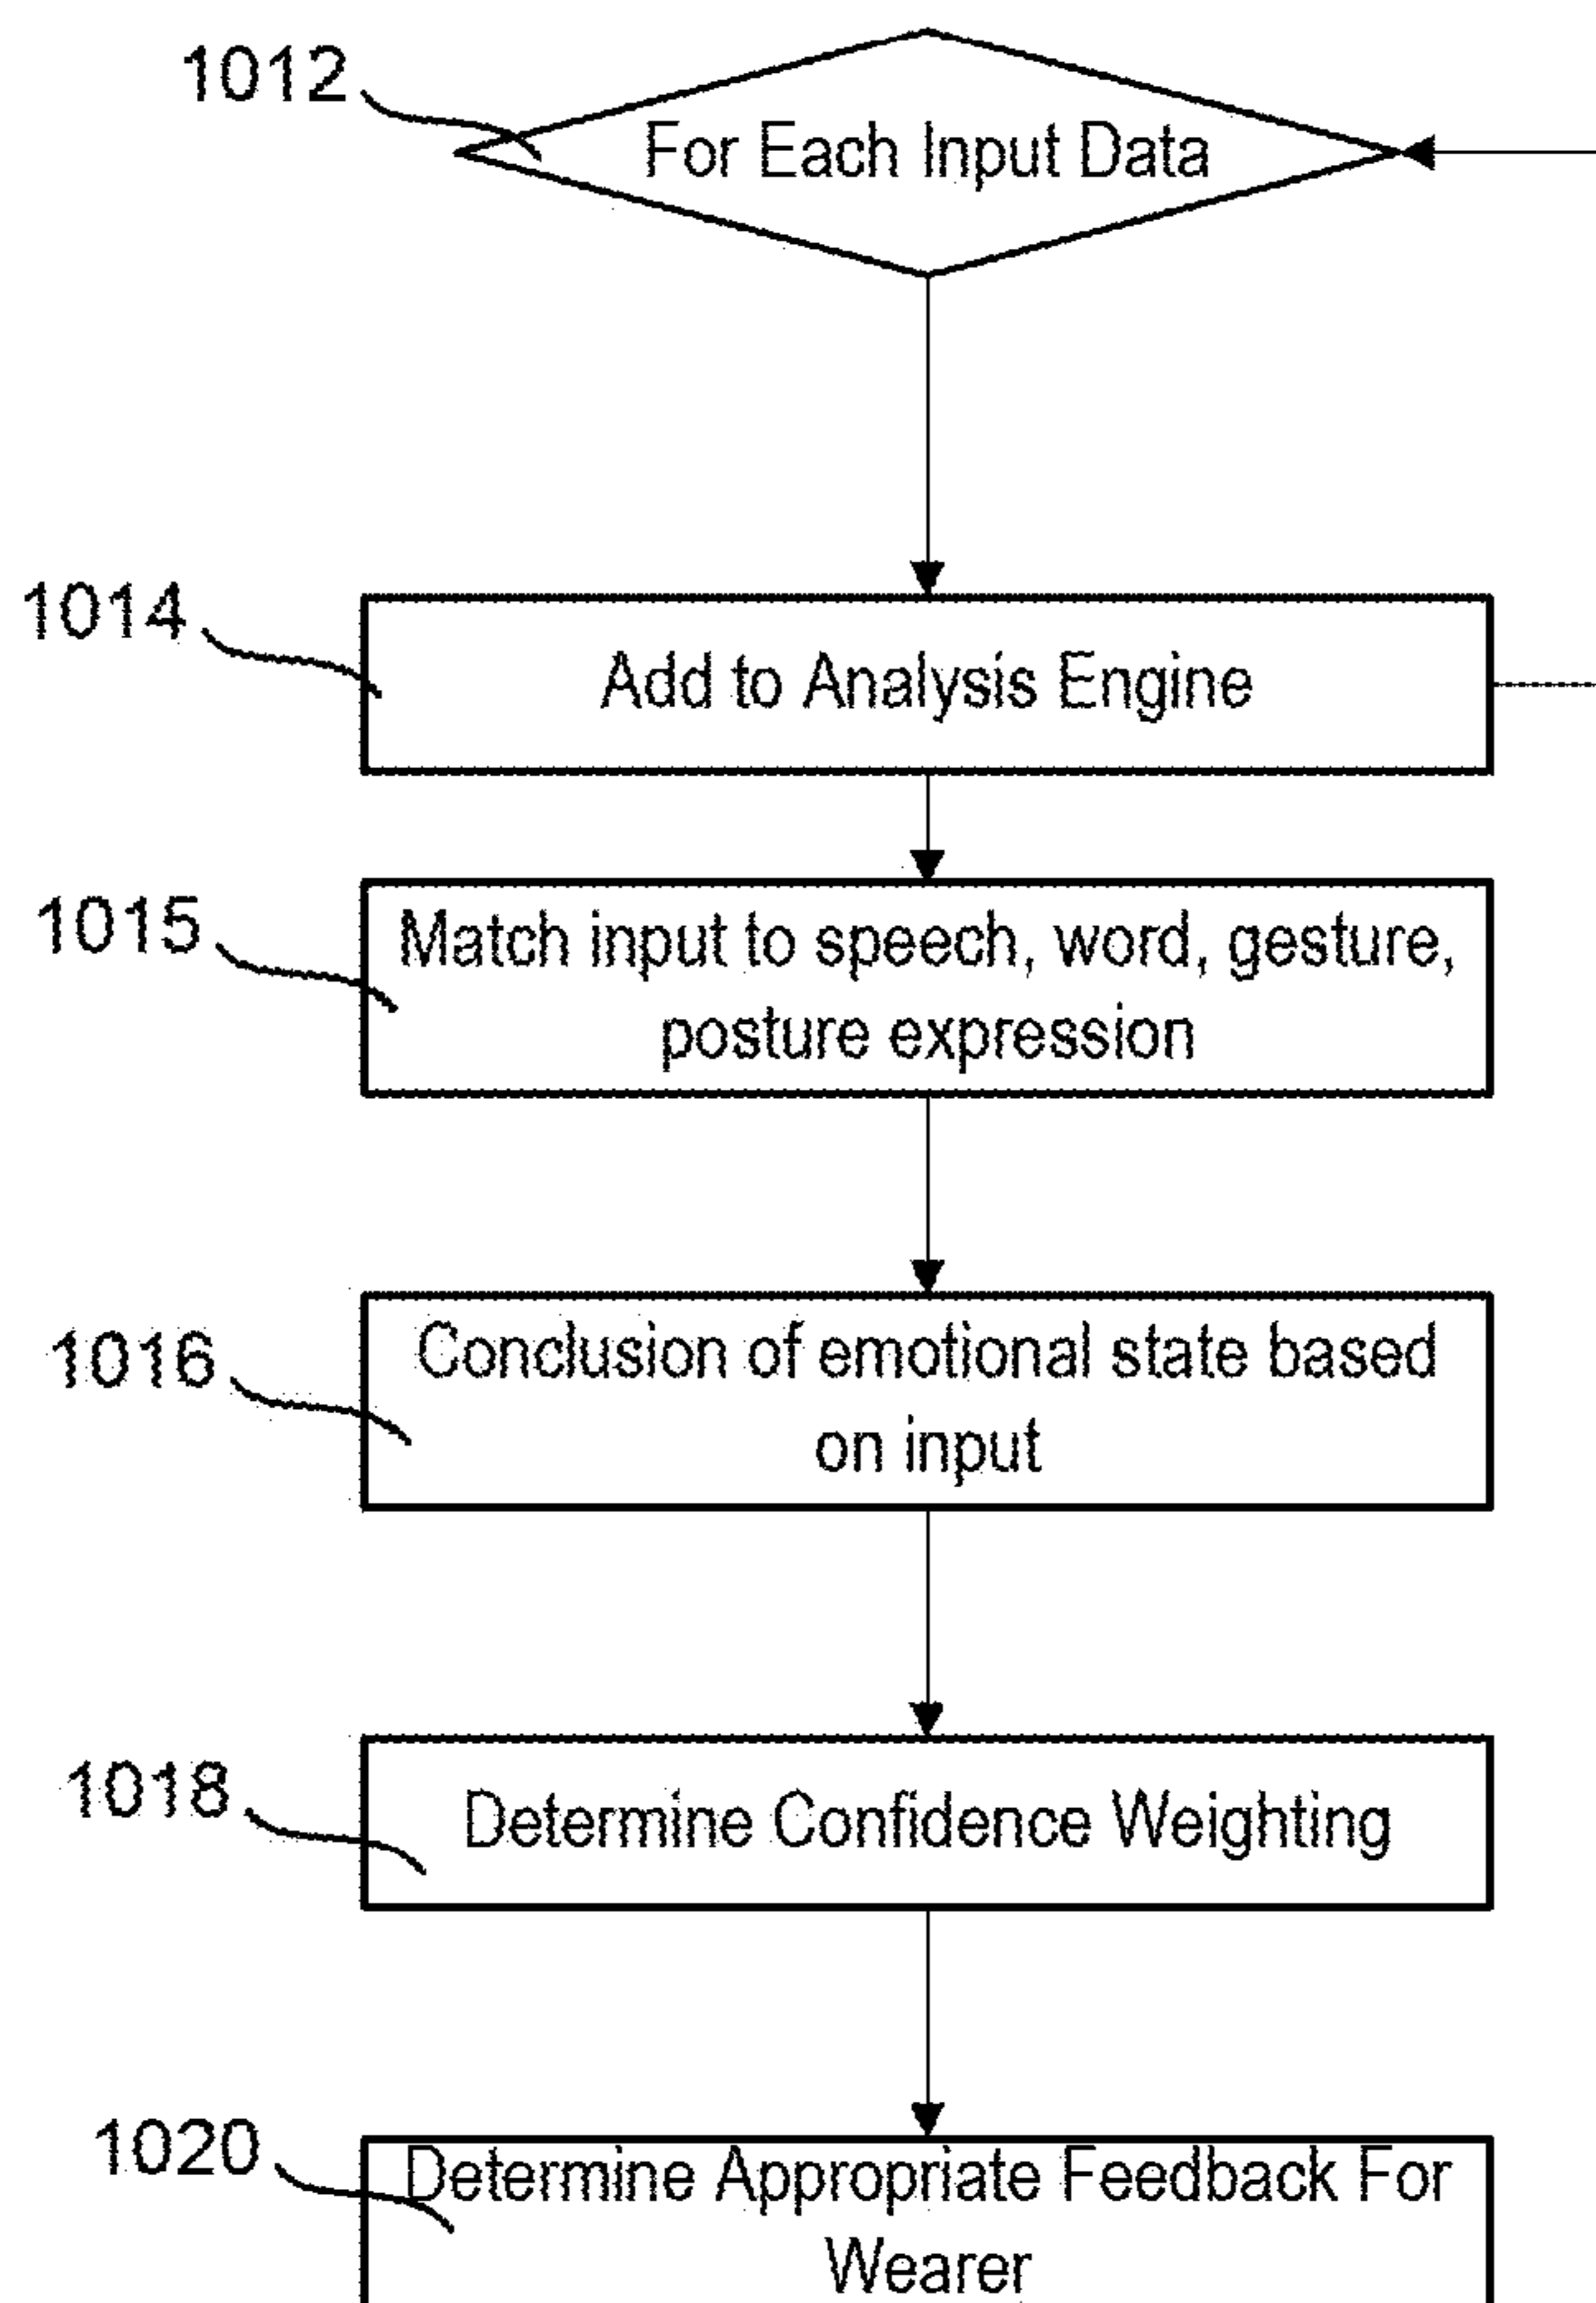 1012
For Each Input Data
1014
Add to Analysis Engine
1015
Match input to speech, word, gesture,
posture expression
1016
Conclusion of emotional state based
on input
1018
Determine Confidence Weighting
1020
Determine Appropriate Feedback For
Wearer